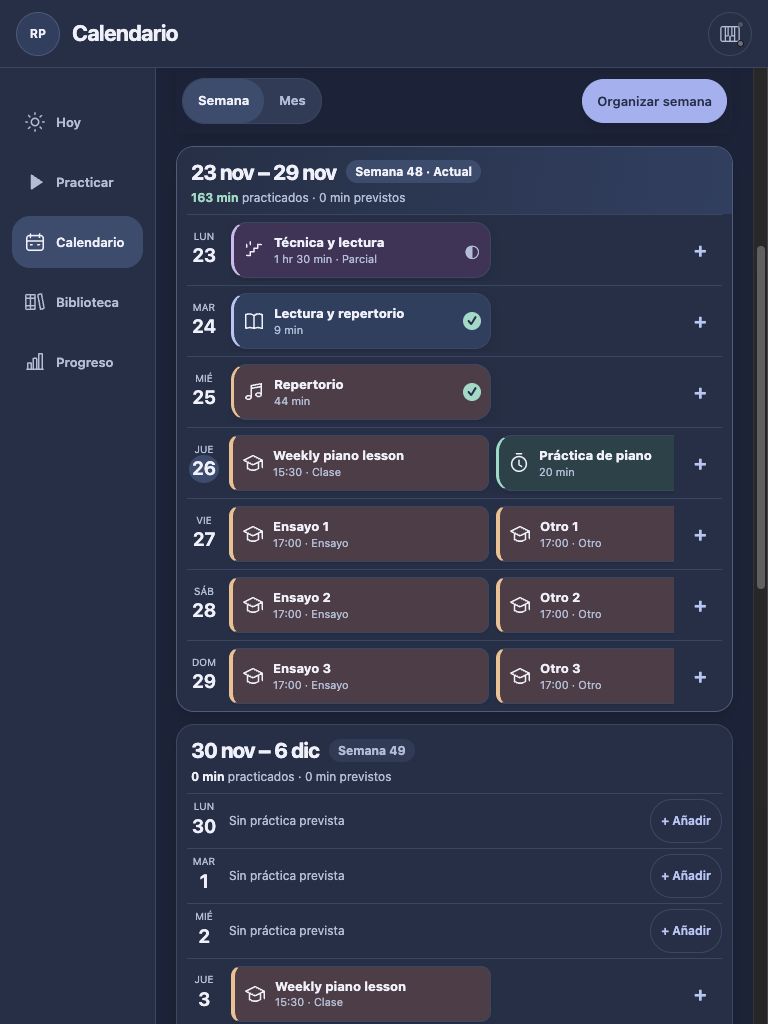 RP
Calendario
Hoy
Practicar
Calendario
Biblioteca
Progreso
Semana
Mes
Organizar semana
23 nov – 29 nov
Semana 48 · Actual
163 min practicados · 0 min previstos
LUN
23
Técnica y lectura
1 hr 30 min · Parcial
+
MAR
24
Lectura y repertorio
9 min
+
MIÉ
25
Repertorio
44 min
+
JUE
26
Weekly piano lesson
15:30 · Clase
Práctica de piano
20 min
+
VIE
27
Ensayo 1
17:00 · Ensayo
Otro 1
17:00 · Otro
+
SÁB
28
Ensayo 2
17:00 · Ensayo
Otro 2
17:00 · Otro
+
DOM
29
Ensayo 3
17:00 · Ensayo
Otro 3
17:00 · Otro
+
30 nov – 6 dic
Semana 49
0 min practicados · 0 min previstos
LUN
30
Sin práctica prevista
+ Añadir
MAR
1
Sin práctica prevista
+ Añadir
MIÉ
2
Sin práctica prevista
+ Añadir
JUE
3
Weekly piano lesson
15:30 · Clase
+